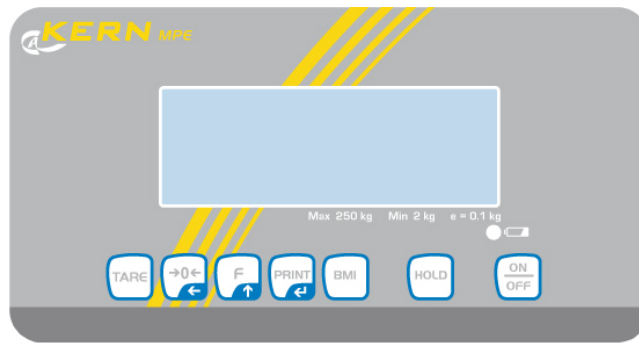 KERN MPE
Max 250 kg Min 2 kg e = 0.1 kg
TARE →0← F PRINT BMI HOLD ON
OFF